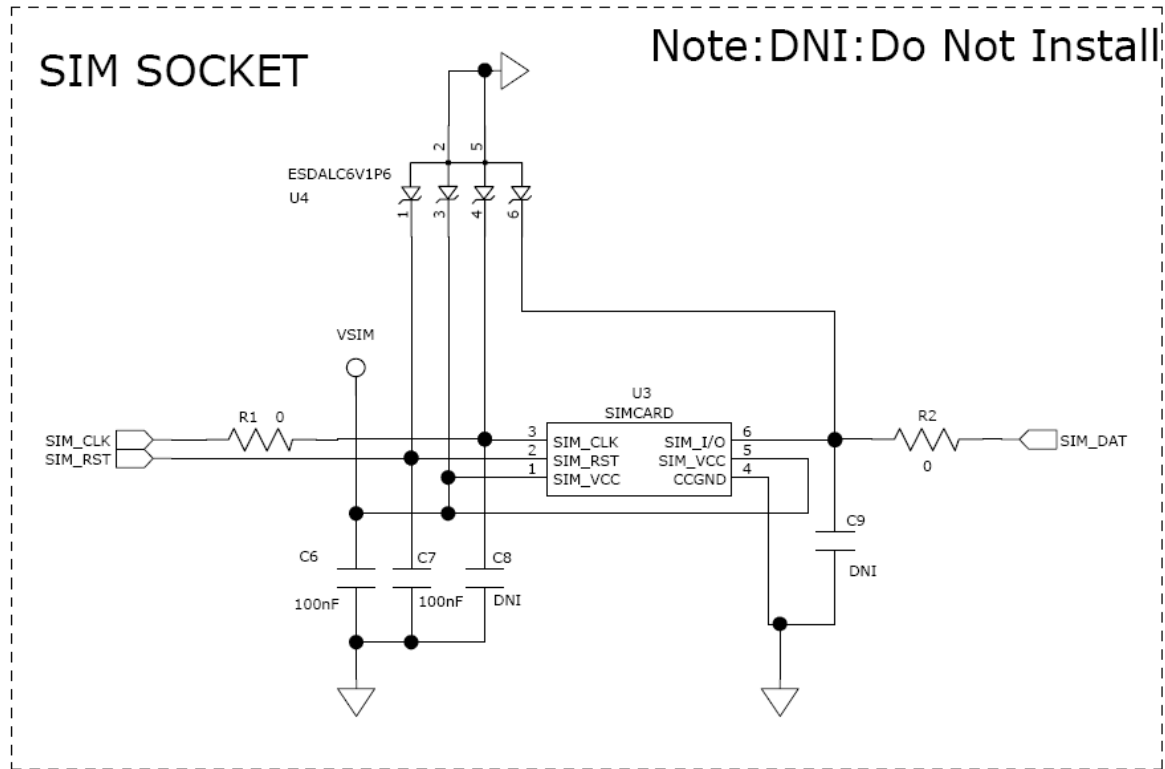 SIM SOCKET
Note:DNI:Do Not Install
2
5
ESDALC6V1P6
U4
1
3
4
6
VSIM
U3
SIMCARD
R1 0
R2
0
SIM_CLK
SIM_RST
SIM_DAT
3
2
1
SIM_CLK
SIM_RST
SIM_VCC
SIM_I/O
SIM_VCC
CCGND
6
5
4
C6
100nF
C7
100nF
C8
DNI
C9
DNI